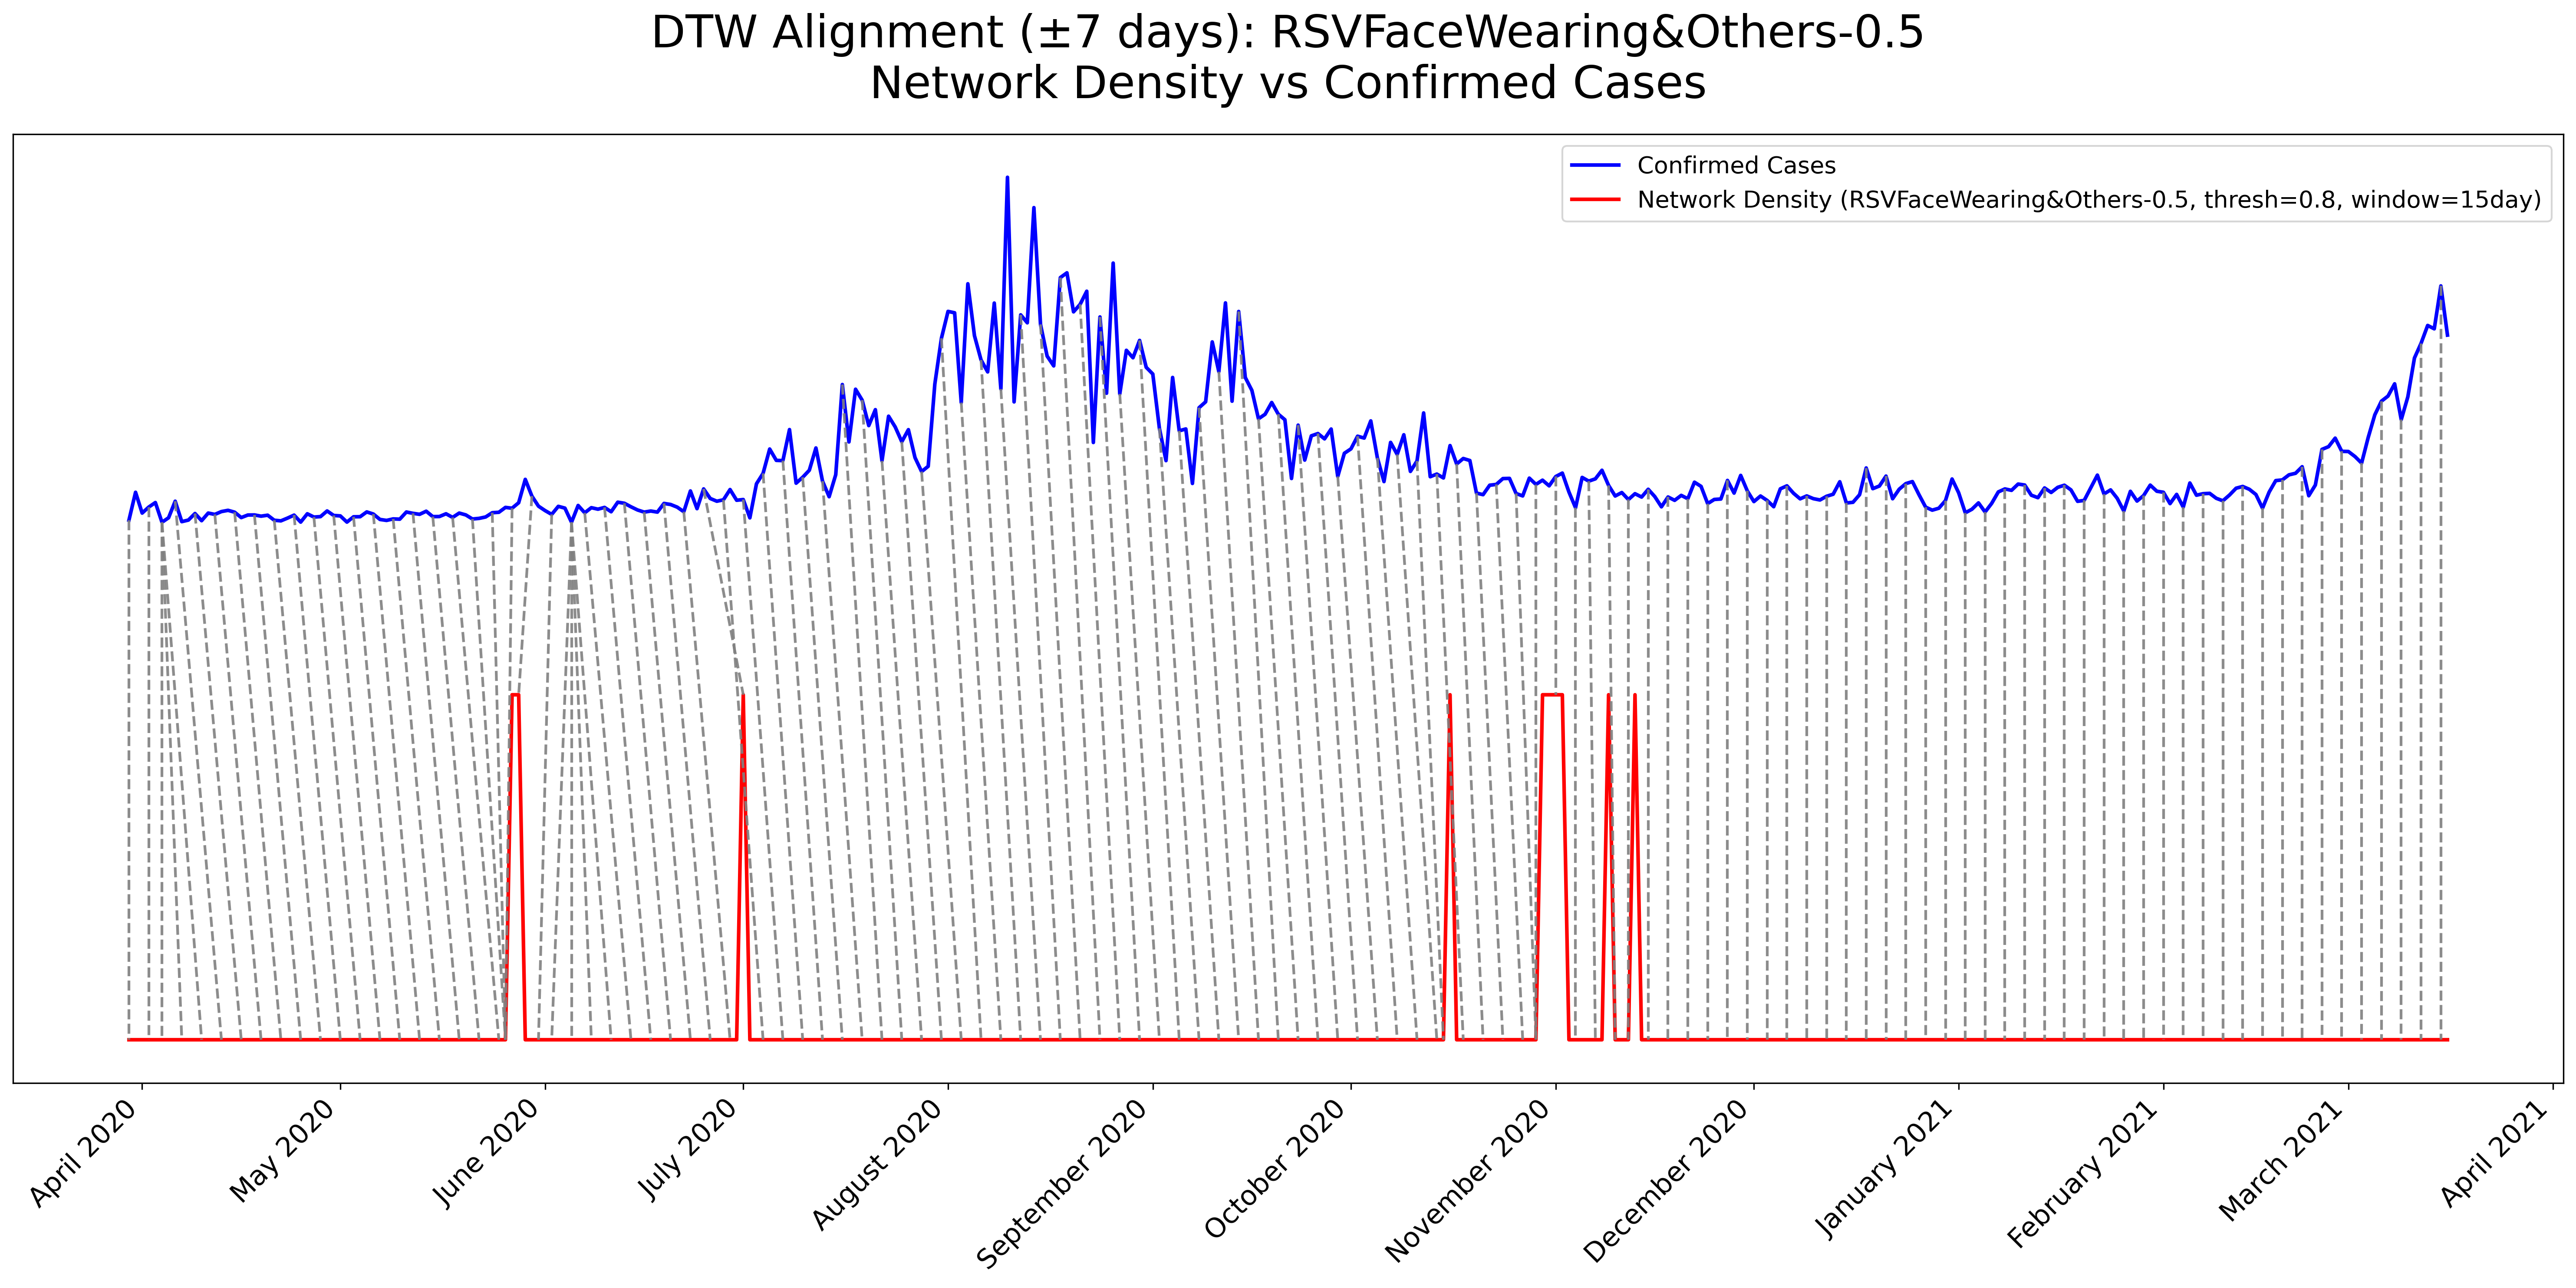 DTW Alignment (±7 days): RSVFaceWearing&Others-0.5
Network Density vs Confirmed Cases
Confirmed Cases
Network Density (RSVFaceWearing&Others-0.5, thresh=0.8, window=15day)
April 2020
May 2020
June 2020
July 2020
August 2020
September 2020
October 2020
November 2020
December 2020
January 2021
February 2021
March 2021
April 2021